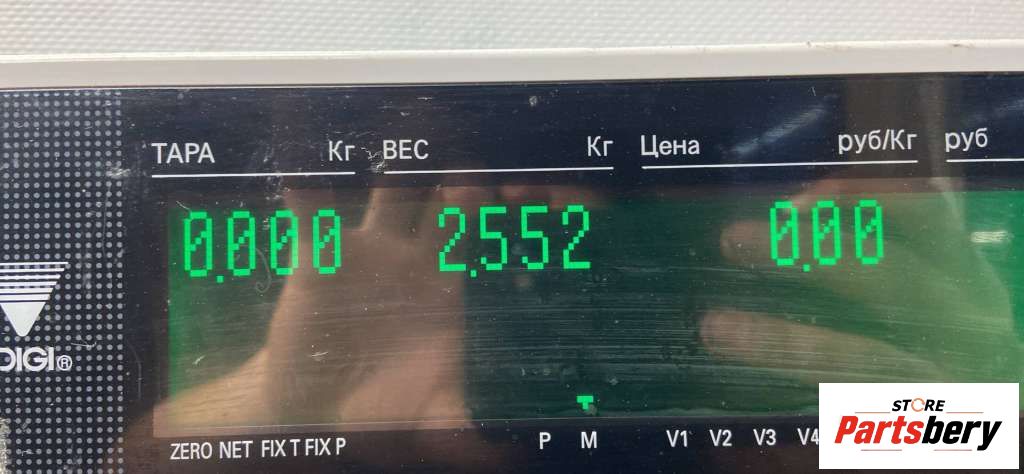 ТАРА Кг ВЕС Кг Цена руб/Кг руб
0.000 2.552 0.00
DIGI®
ZERO NET FIX T FIX P P M V1 V2 V3 V4
STORE
Partsbery